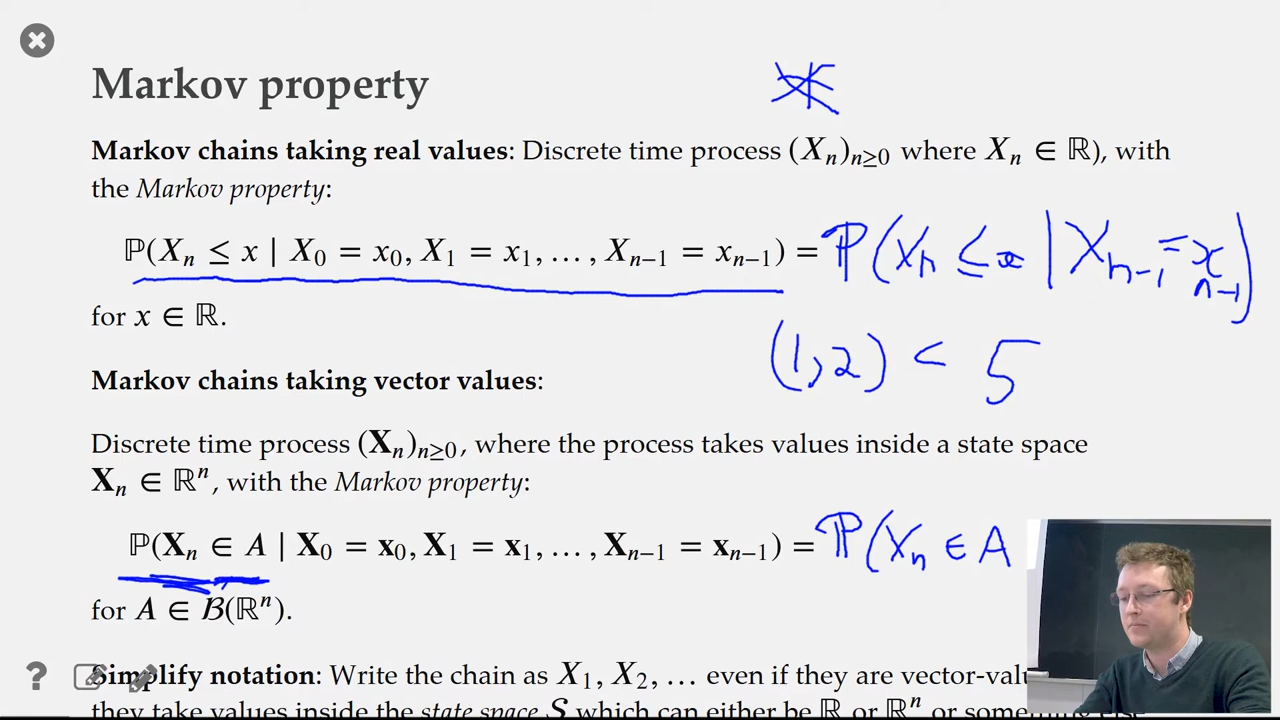 Markov property
Markov chains taking real values: Discrete time process (Xₙ)ₙ≥₀ where Xₙ ∈ ℝ), with
the Markov property:
ℙ(Xₙ ≤ x | X₀ = x₀, X₁ = x₁, …, Xₙ₋₁ = xₙ₋₁) = ℙ(Xₙ ≤ x | Xₙ₋₁ = xₙ₋₁)
for x ∈ ℝ.
(1,2) < 5
Markov chains taking vector values:
Discrete time process (𝐗ₙ)ₙ≥₀, where the process takes values inside a state space
𝐗ₙ ∈ ℝⁿ, with the Markov property:
ℙ(𝐗ₙ ∈ A | 𝐗₀ = 𝐱₀, 𝐗₁ = 𝐱₁, …, 𝐗ₙ₋₁ = 𝐱ₙ₋₁) = ℙ(Xₙ ∈ A
for A ∈ ℬ(ℝⁿ).
? Simplify notation: Write the chain as X₁, X₂, … even if they are vector-valu
they take values inside the state space 𝒮 which can either be ℝ or ℝⁿ or something else